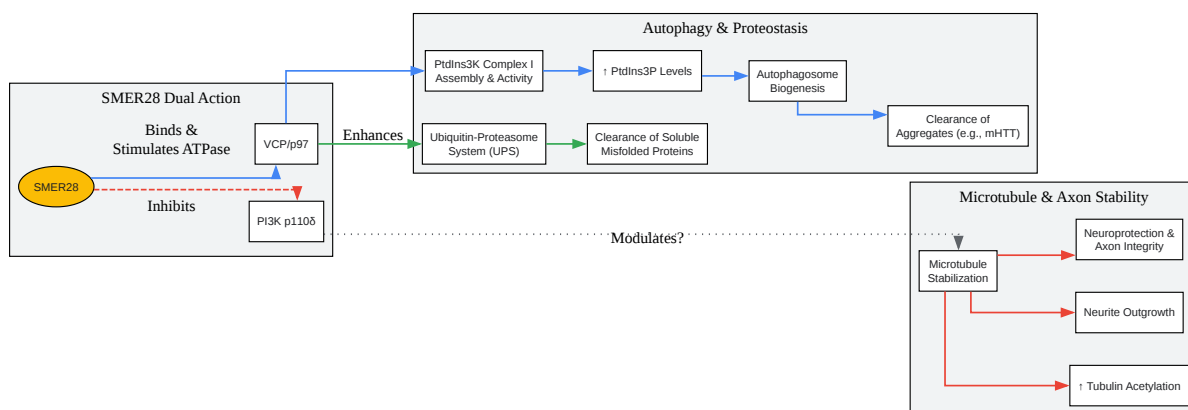 SMER28 Dual Action
Binds &
Stimulates ATPase
SMER28
Inhibits
VCP/p97
PI3K p110δ
Enhances
Modulates?
Autophagy & Proteostasis
PtdIns3K Complex I
Assembly & Activity
↑ PtdIns3P Levels
Autophagosome
Biogenesis
Clearance of
Aggregates (e.g., mHTT)
Ubiquitin-Proteasome
System (UPS)
Clearance of Soluble
Misfolded Proteins
Microtubule & Axon Stability
Microtubule
Stabilization
Neuroprotection &
Axon Integrity
Neurite Outgrowth
↑ Tubulin Acetylation